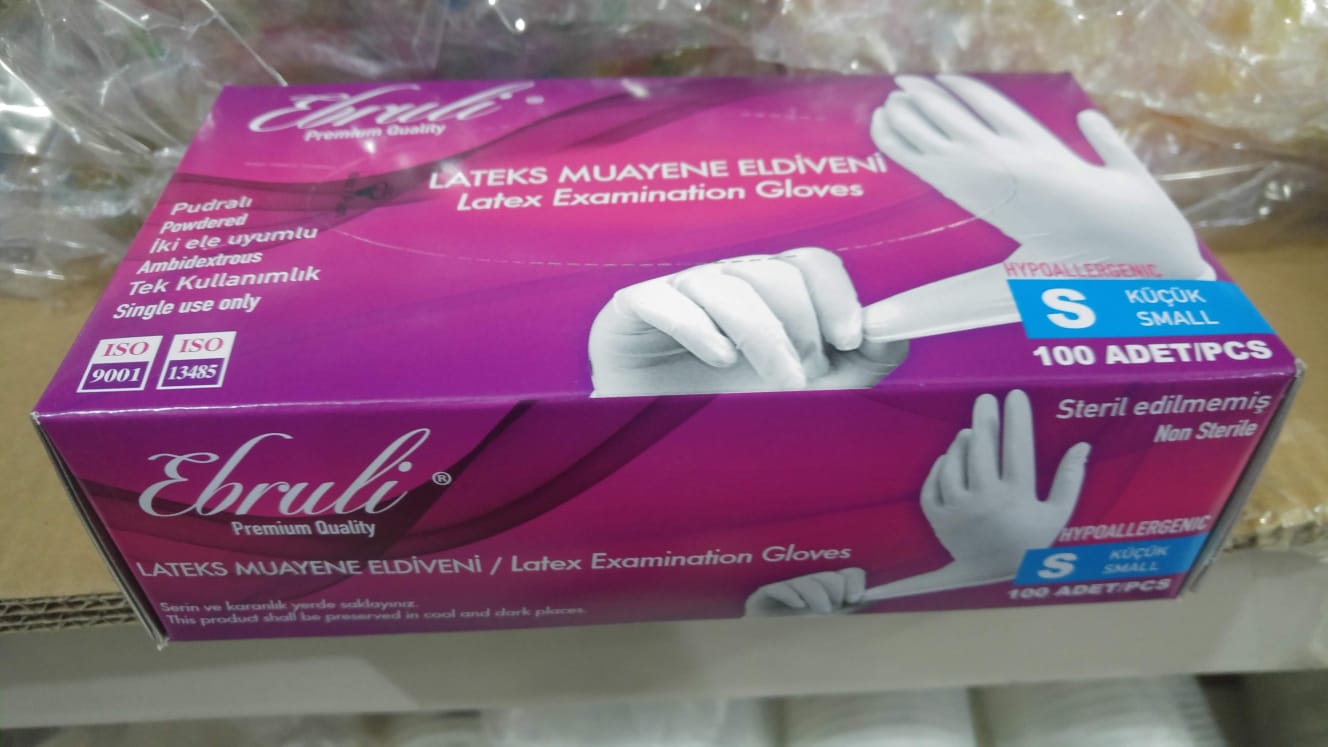 Ebruli ®
Premium Quality
LATEKS MUAYENE ELDİVENİ
Latex Examination Gloves
Pudralı
Powdered
İki ele uyumlu
Ambidextrous
Tek Kullanımlık
Single use only
ISO
9001
ISO
13485
HYPOALLERGENIC
S
KÜÇÜK
SMALL
100 ADET/PCS
Ebruli ®
Premium Quality
LATEKS MUAYENE ELDİVENİ / Latex Examination Gloves
Serin ve karanlık yerde saklayınız.
This product shall be preserved in cool and dark places.
Steril edilmemiş
Non Sterile
HYPOALLERGENIC
S
KÜÇÜK
SMALL
100 ADET/PCS